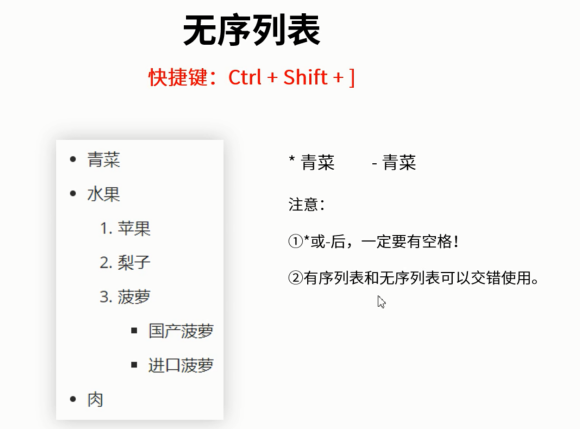 无序列表
快捷键：Ctrl + Shift + ]
• 青菜
• 水果
1. 苹果
2. 梨子
3. 菠萝
▪ 国产菠萝
▪ 进口菠萝
• 肉
* 青菜 - 青菜
注意：
①*或-后，一定要有空格！
②有序列表和无序列表可以交错使用。